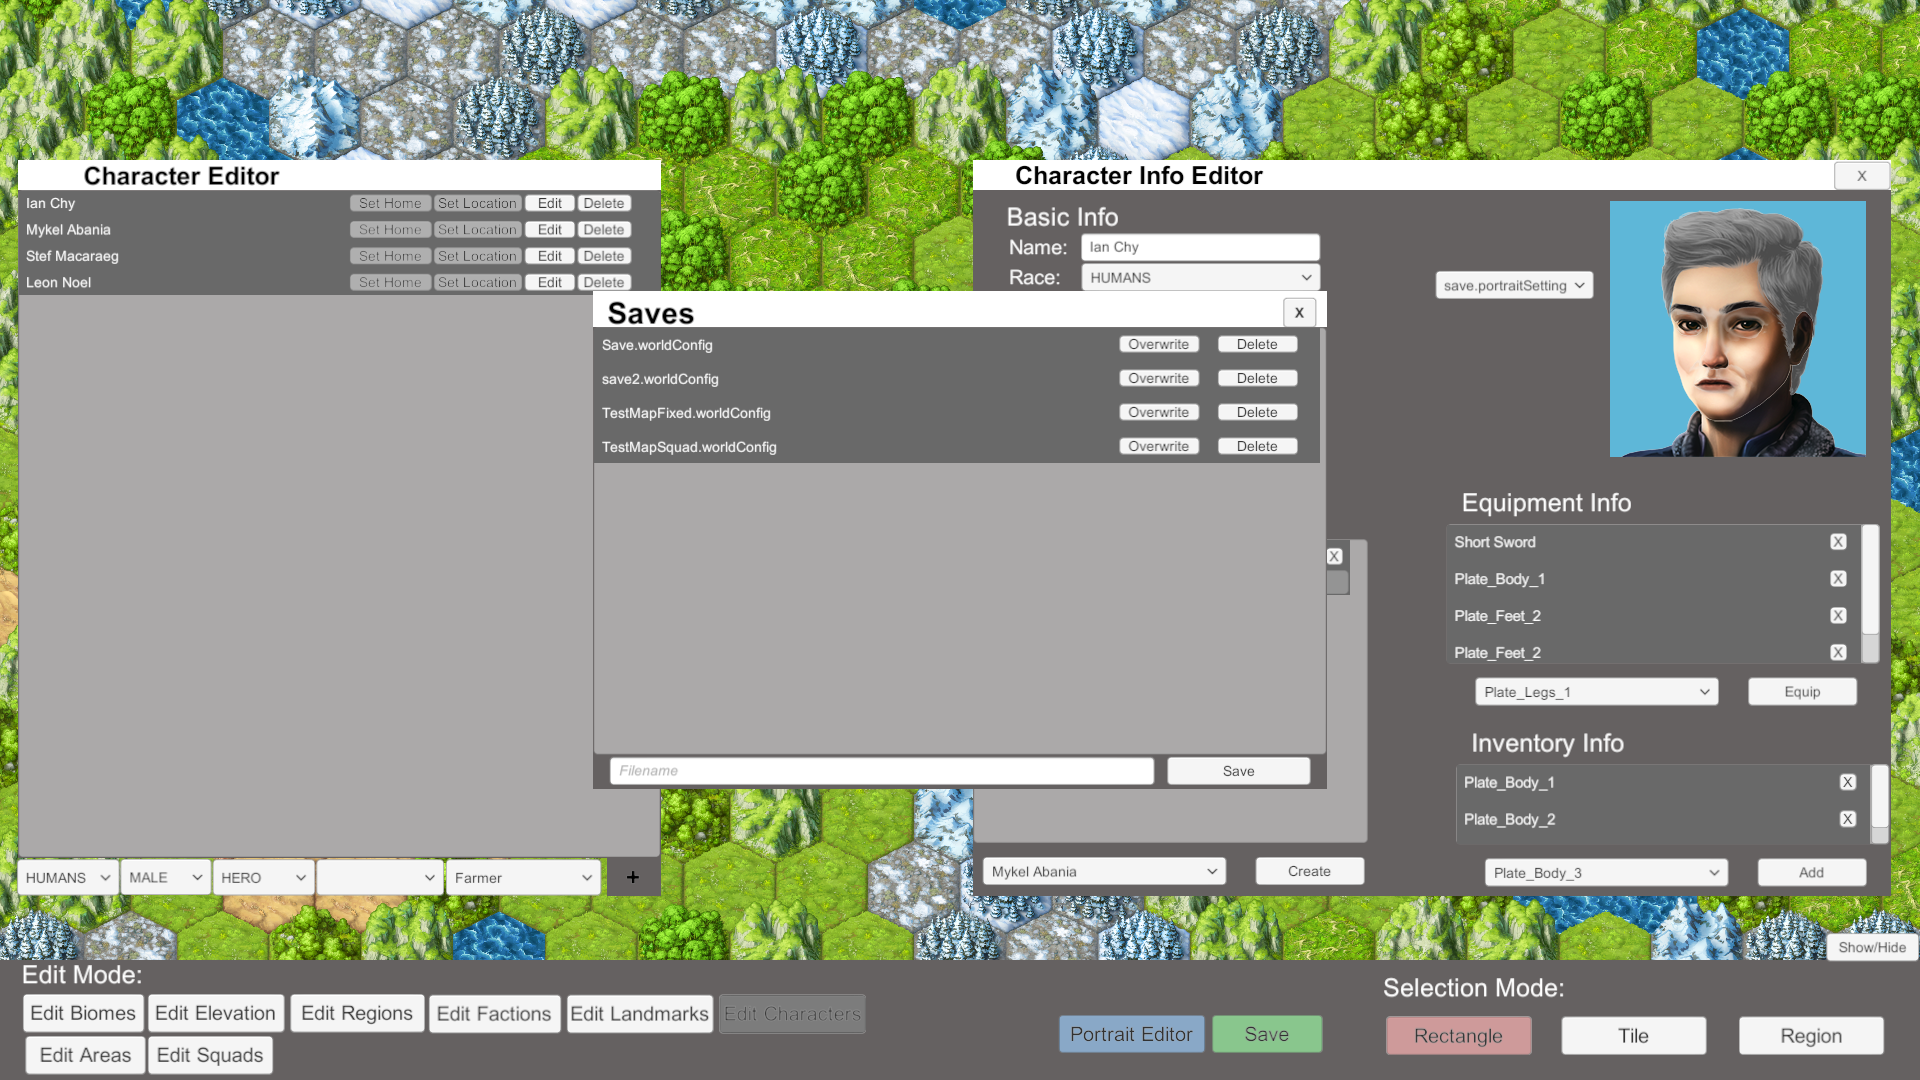 Character Editor
Ian Chy Set Home Set Location Edit Delete
Mykel Abania Set Home Set Location Edit Delete
Stef Macaraeg Set Home Set Location Edit Delete
Leon Noel Set Home Set Location Edit Delete
HUMANS MALE HERO Farmer +
Character Info Editor X
Basic Info
Name: Ian Chy
Race: HUMANS
save.portraitSetting
Saves X
Save.worldConfig Overwrite Delete
save2.worldConfig Overwrite Delete
TestMapFixed.worldConfig Overwrite Delete
TestMapSquad.worldConfig Overwrite Delete
Filename Save
X
Mykel Abania Create
Equipment Info
Short Sword X
Plate_Body_1 X
Plate_Feet_2 X
Plate_Feet_2 X
Plate_Legs_1 Equip
Inventory Info
Plate_Body_1 X
Plate_Body_2 X
Plate_Body_3 Add
Show/Hide
Edit Mode:
Edit Biomes Edit Elevation Edit Regions Edit Factions Edit Landmarks Edit Characters
Edit Areas Edit Squads
Portrait Editor Save
Selection Mode:
Rectangle Tile Region